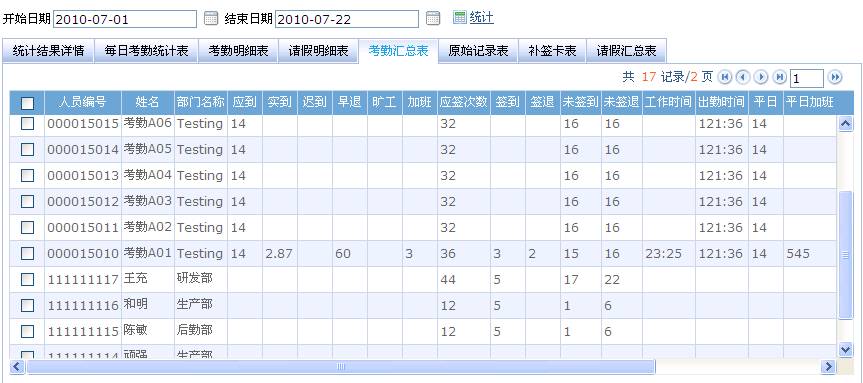 开始日期 2010-07-01 结束日期 2010-07-22 统计
统计结果详情 每日考勤统计表 考勤明细表 请假明细表 考勤汇总表 原始记录表 补签卡表 请假汇总表
共 17 记录/2 页 1
人员编号 姓名 部门名称 应到 实到 迟到 早退 旷工 加班 应签次数 签到 签退 未签到 未签退 工作时间 出勤时间 平日 平日加班
000015015 考勤A06 Testing 14 32 16 16 121:36 14
000015014 考勤A05 Testing 14 32 16 16 121:36 14
000015013 考勤A04 Testing 14 32 16 16 121:36 14
000015012 考勤A03 Testing 14 32 16 16 121:36 14
000015011 考勤A02 Testing 14 32 16 16 121:36 14
000015010 考勤A01 Testing 14 2.87 60 3 36 3 2 15 16 23:25 121:36 14 545
111111117 王充 研发部 44 5 17 22
111111116 和明 生产部 12 5 1 6
111111115 陈敏 后勤部 12 5 1 6
111111114 硕强 生产部